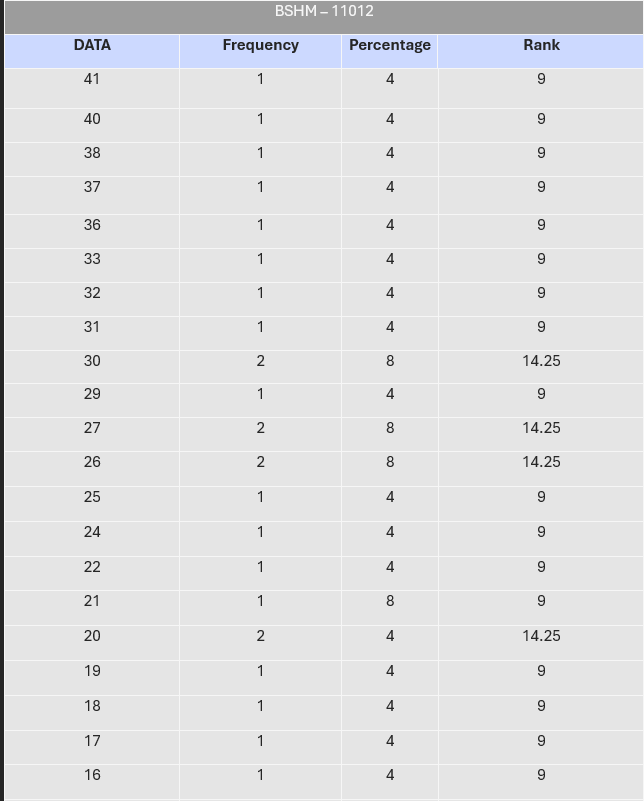 BSHM – 11012
DATA Frequency Percentage Rank
41 1 4 9
40 1 4 9
38 1 4 9
37 1 4 9
36 1 4 9
33 1 4 9
32 1 4 9
31 1 4 9
30 2 8 14.25
29 1 4 9
27 2 8 14.25
26 2 8 14.25
25 1 4 9
24 1 4 9
22 1 4 9
21 1 8 9
20 2 4 14.25
19 1 4 9
18 1 4 9
17 1 4 9
16 1 4 9